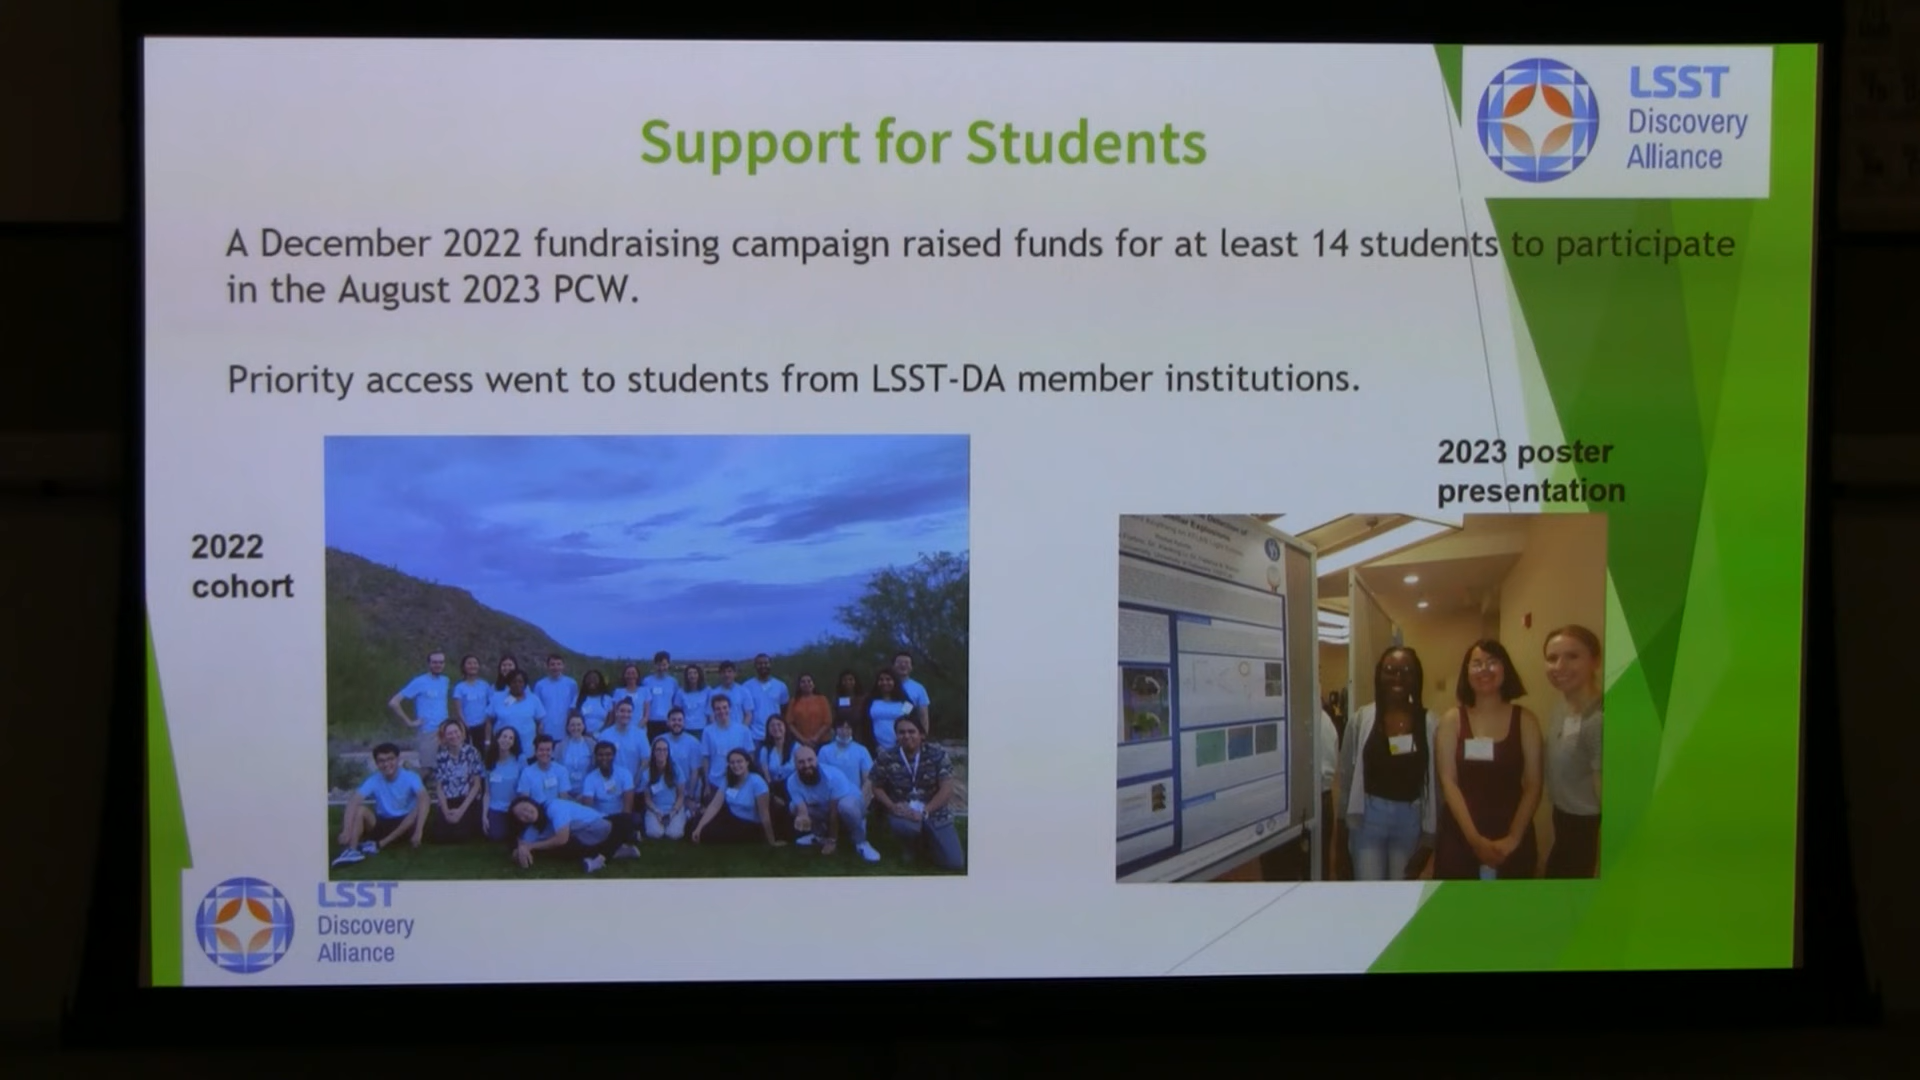 Support for Students
LSST
Discovery
Alliance
A December 2022 fundraising campaign raised funds for at least 14 students to participate
in the August 2023 PCW.
Priority access went to students from LSST-DA member institutions.
2023 poster
presentation
2022
cohort
LSST
Discovery
Alliance